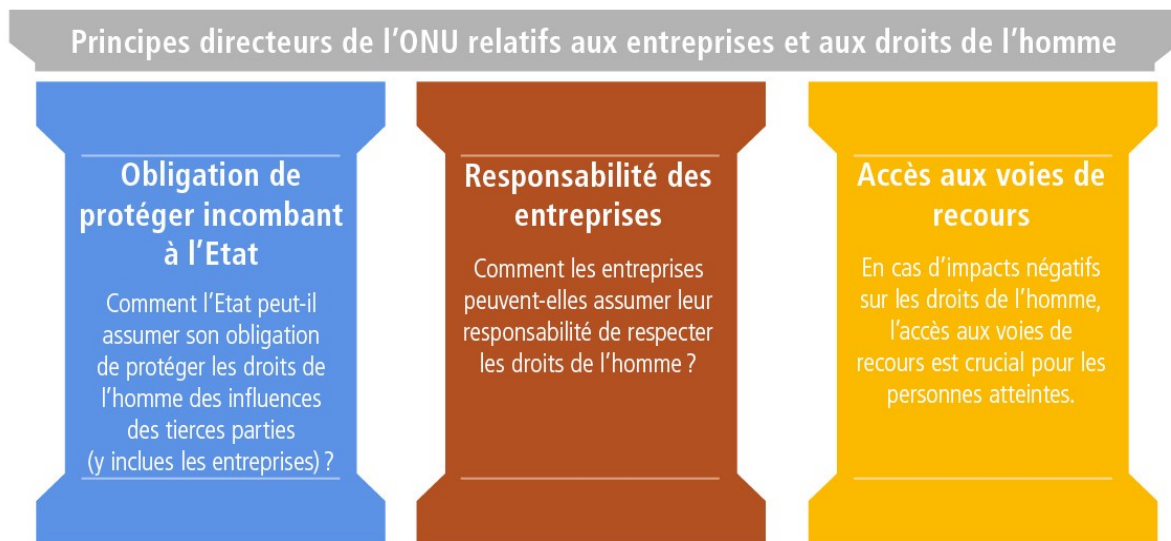 Principes directeurs de l'ONU relatifs aux entreprises et aux droits de l'homme
Obligation de
protéger incombant
à l'Etat
Comment l'Etat peut-il
assumer son obligation
de protéger les droits de
l'homme des influences
des tierces parties
(y inclues les entreprises) ?
Responsabilité des
entreprises
Comment les entreprises
peuvent-elles assumer leur
responsabilité de respecter
les droits de l'homme ?
Accès aux voies de
recours
En cas d'impacts négatifs
sur les droits de l'homme,
l'accès aux voies de
recours est crucial pour les
personnes atteintes.